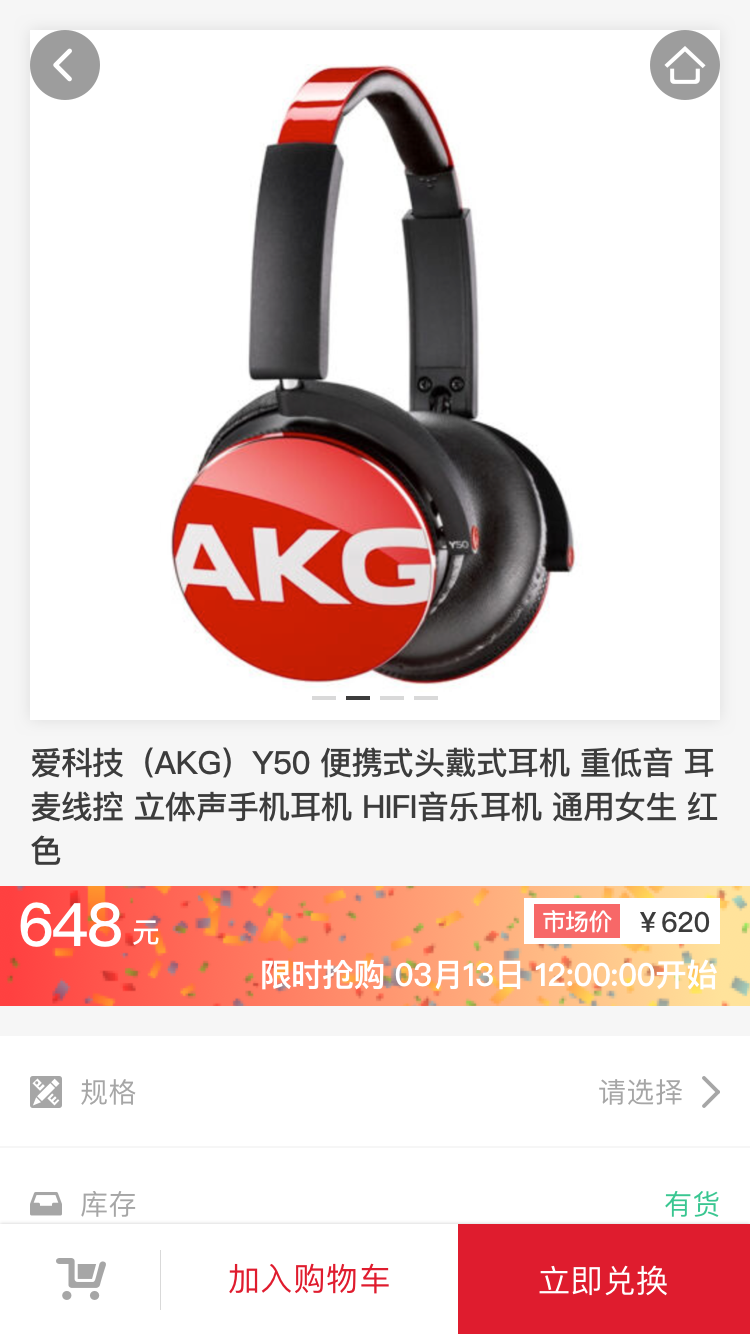 AKG
Y50
爱科技（AKG）Y50 便携式头戴式耳机 重低音 耳
麦线控 立体声手机耳机 HIFI音乐耳机 通用女生 红
色
648 元
市场价 ¥620
限时抢购 03月13日 12:00:00开始
规格 请选择
库存 有货
加入购物车 立即兑换